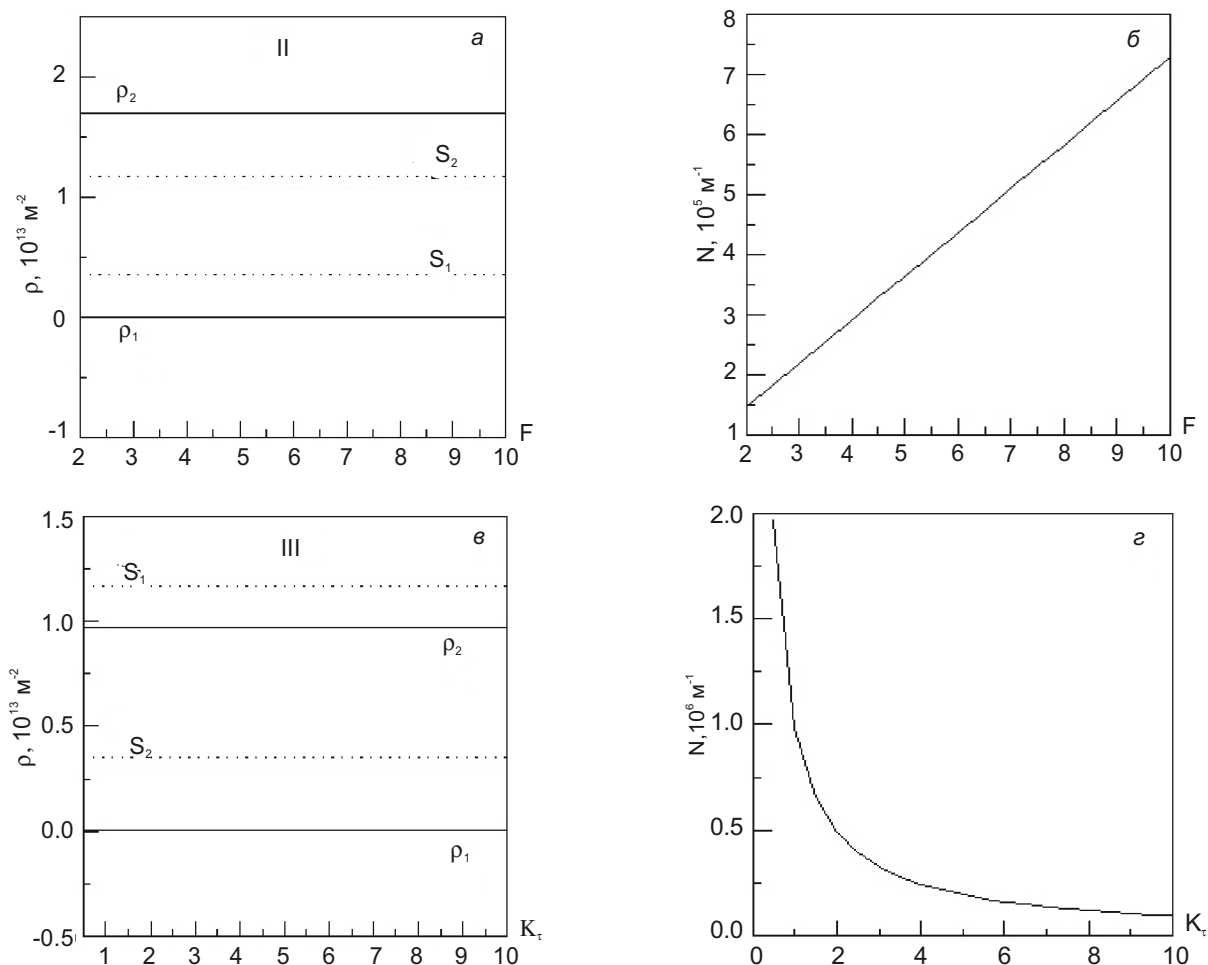 II
а
2
ρ₂
S₂
1
S₁
0
ρ₁
-1
ρ, 10¹³ м⁻²
2 3 4 5 6 7 8 9 10
F
б
8
7
6
5
4
3
2
1
N, 10⁵ м⁻¹
2 3 4 5 6 7 8 9 10
F
III
в
1.5
S₁
1.0
ρ₂
0.5
S₂
0.0
ρ₁
-0.5
ρ, 10¹³ м⁻²
1 2 3 4 5 6 7 8 9 10
Kτ
г
2.0
1.5
1.0
0.5
0.0
N,10⁶ м⁻¹
0 2 4 6 8 10
Kτ